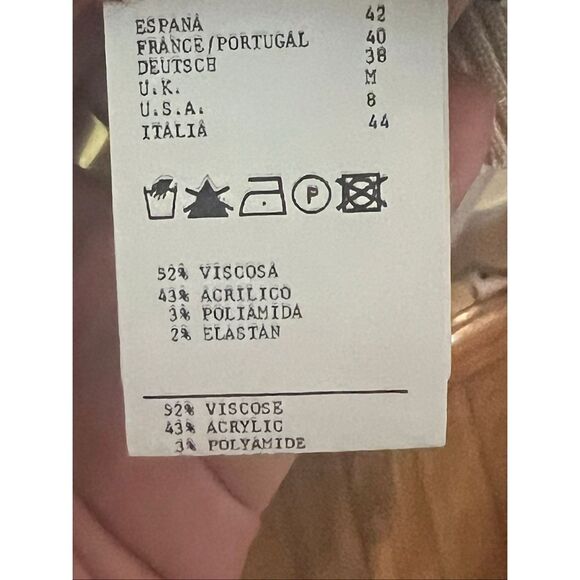 ESPAÑA 42
FRANCE/PORTUGAL 40
DEUTSCH 38
U.K. M
U.S.A. 8
ITALIA 44
P
52% VISCOSA
43% ACRILICO
3% POLIAMIDA
2% ELASTAN
52% VISCOSE
43% ACRYLIC
3% POLYAMIDE